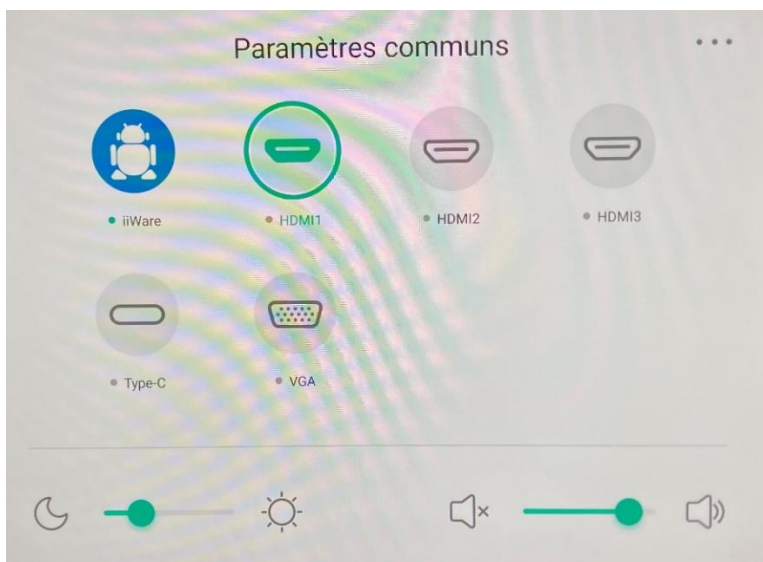 Paramètres communs
iiWare
HDMI1
HDMI2
HDMI3
Type-C
VGA